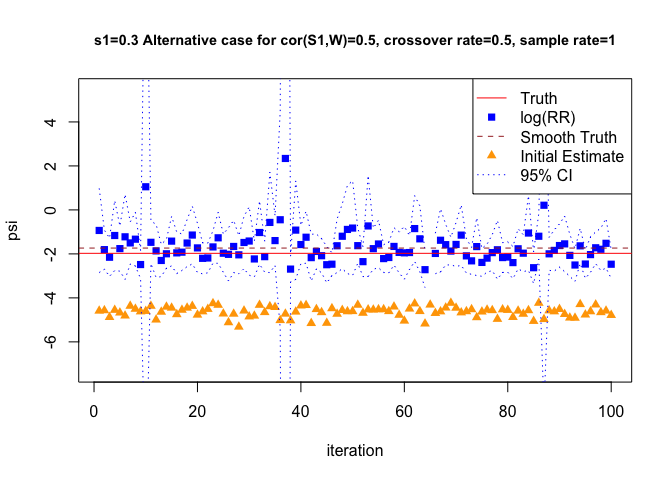 s1=0.3 Alternative case for cor(S1,W)=0.5, crossover rate=0.5, sample rate=1
Truth
log(RR)
Smooth Truth
Initial Estimate
95% CI
psi
4
2
0
-2
-4
-6
0 20 40 60 80 100
iteration